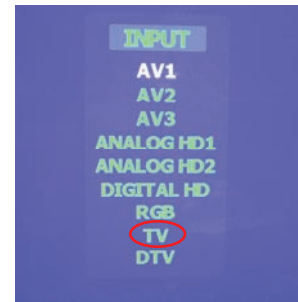 INPUT
AV1
AV2
AV3
ANALOG HD1
ANALOG HD2
DIGITAL HD
RGB
TV
DTV